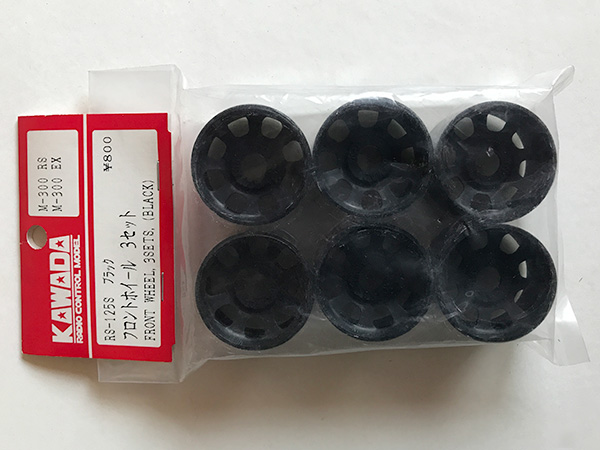 M-300 RS
M-300 EX
KAWADA
RADIO CONTROL MODEL
¥800
RS-125S ブラック
フロントホイール 3セット
FRONT WHEEL, 3SETS, (BLACK)